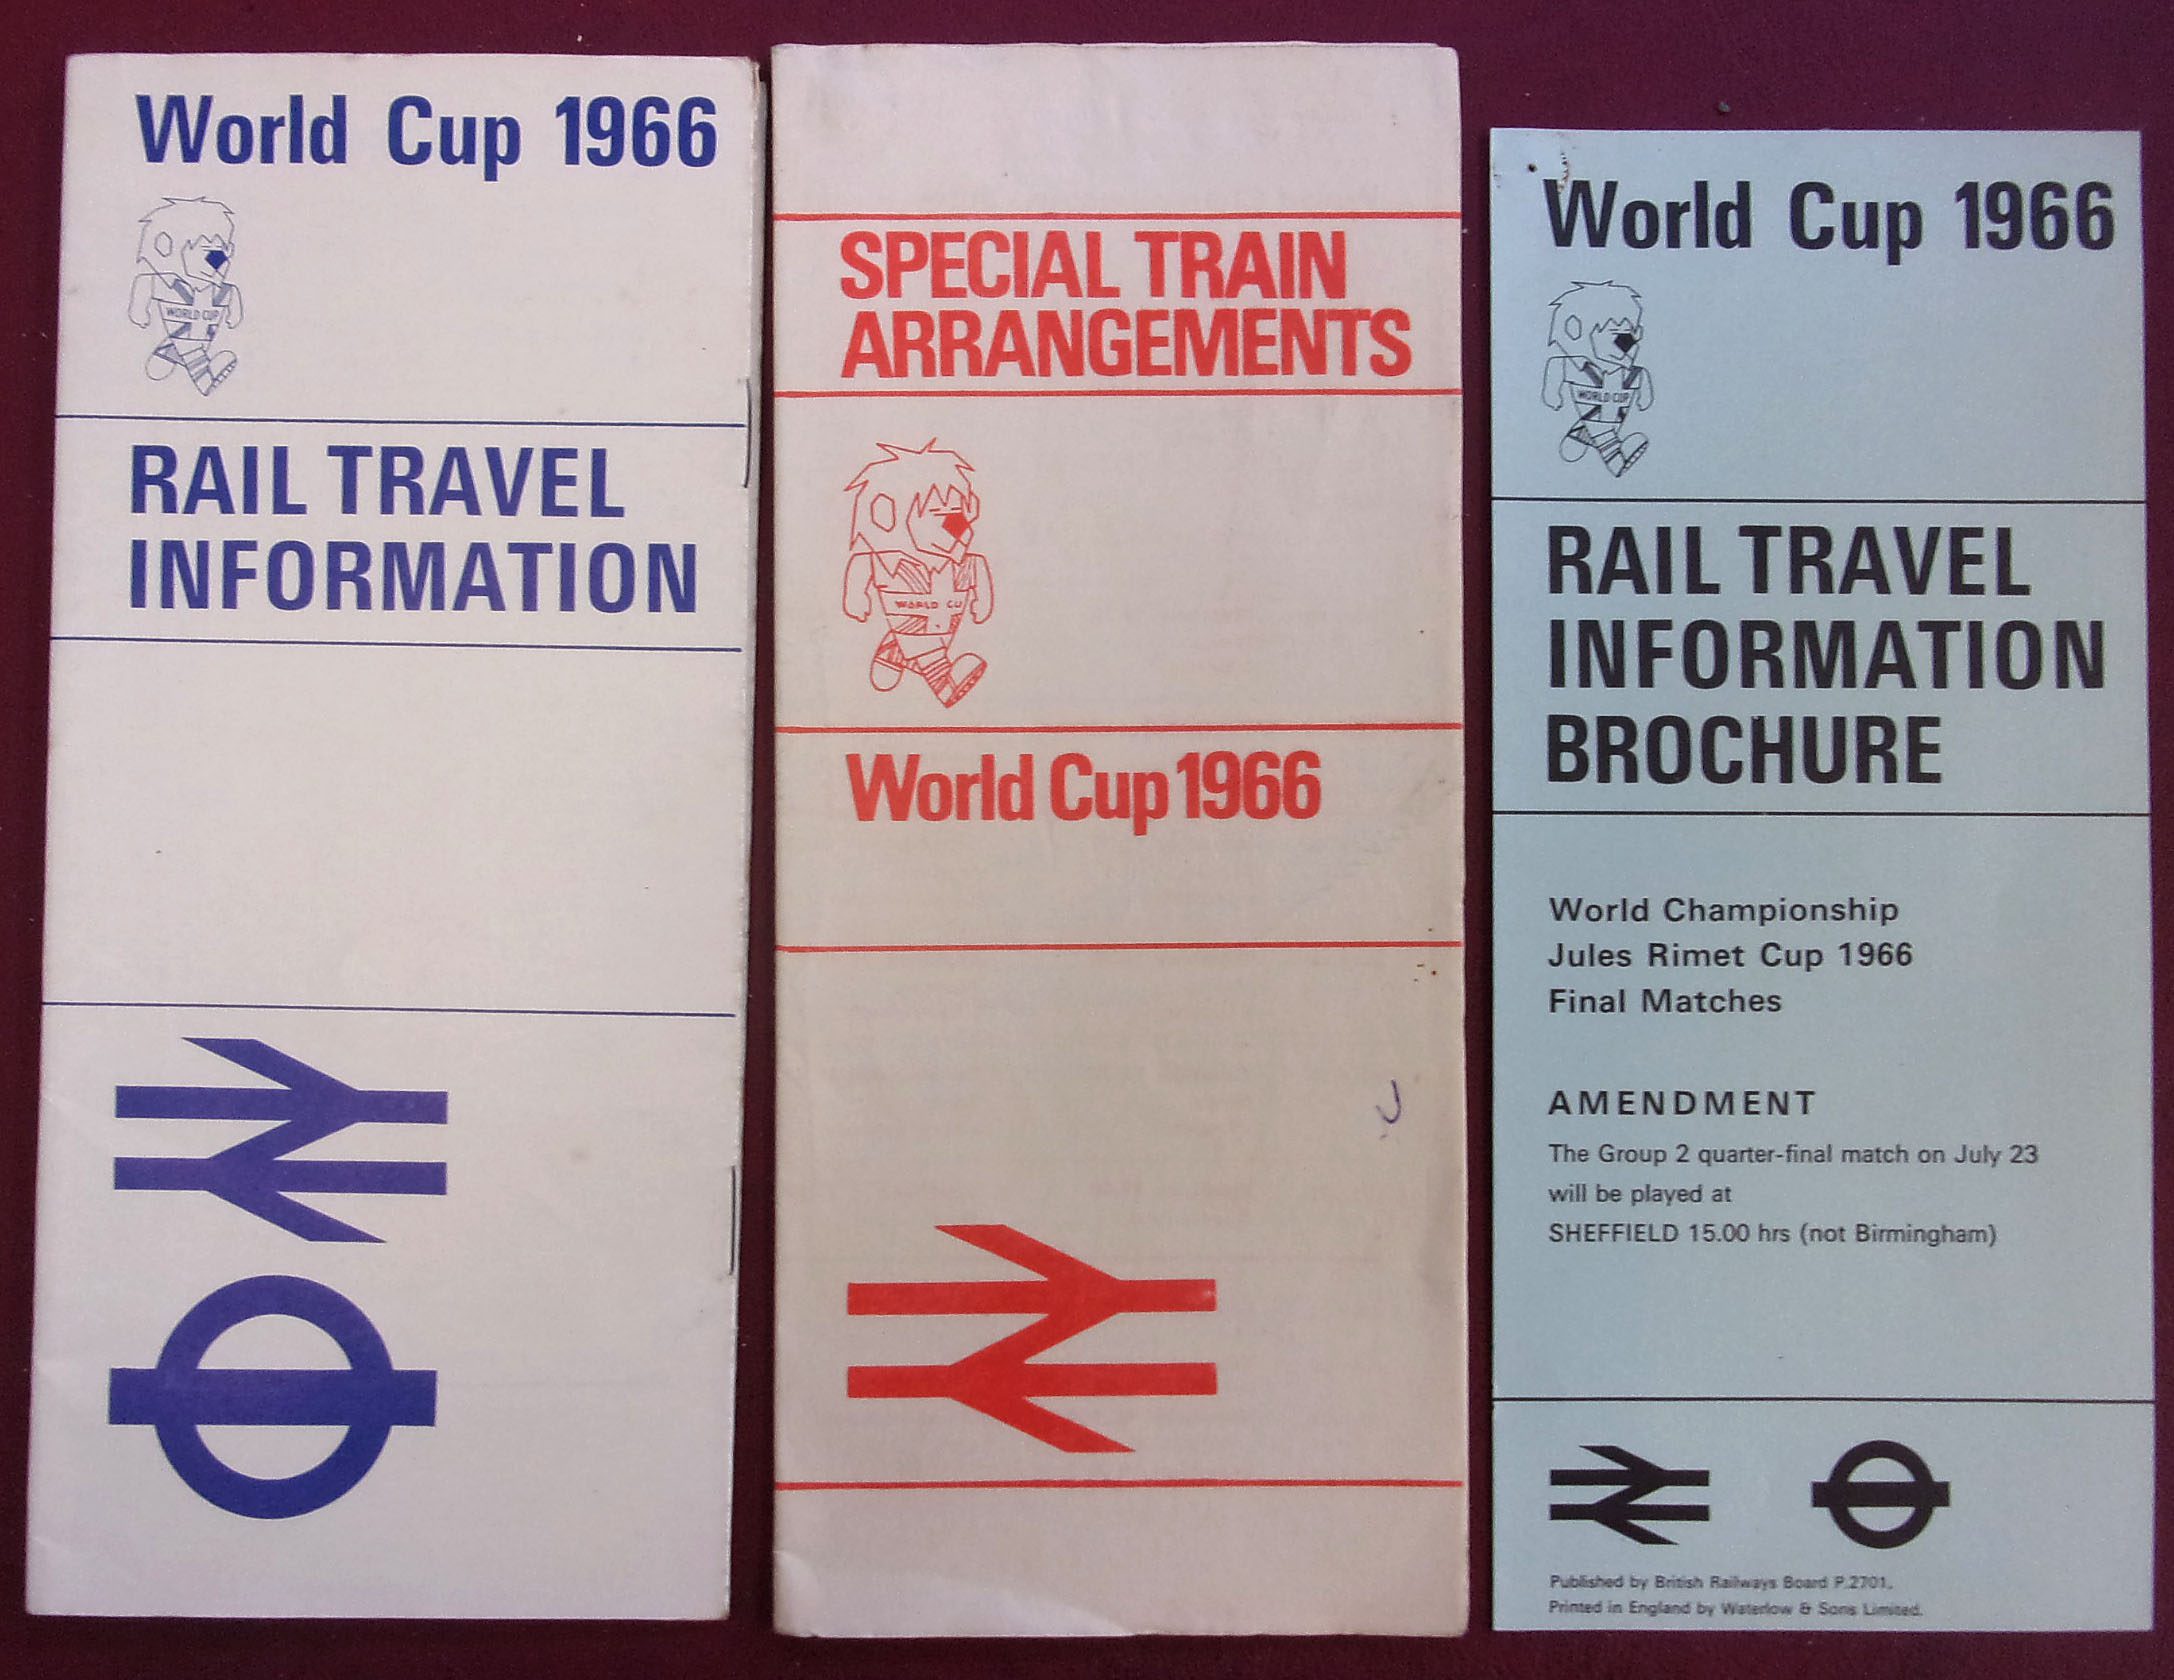 World Cup 1966
WORLD CUP
RAIL TRAVEL
INFORMATION
SPECIAL TRAIN
ARRANGEMENTS
WORLD CU
World Cup 1966
World Cup 1966
WORLD CUP
RAIL TRAVEL
INFORMATION
BROCHURE
World Championship
Jules Rimet Cup 1966
Final Matches
AMENDMENT
The Group 2 quarter-final match on July 23
will be played at
SHEFFIELD 15.00 hrs (not Birmingham)
Published by British Railways Board P.2701.
Printed in England by Waterlow & Sons Limited.